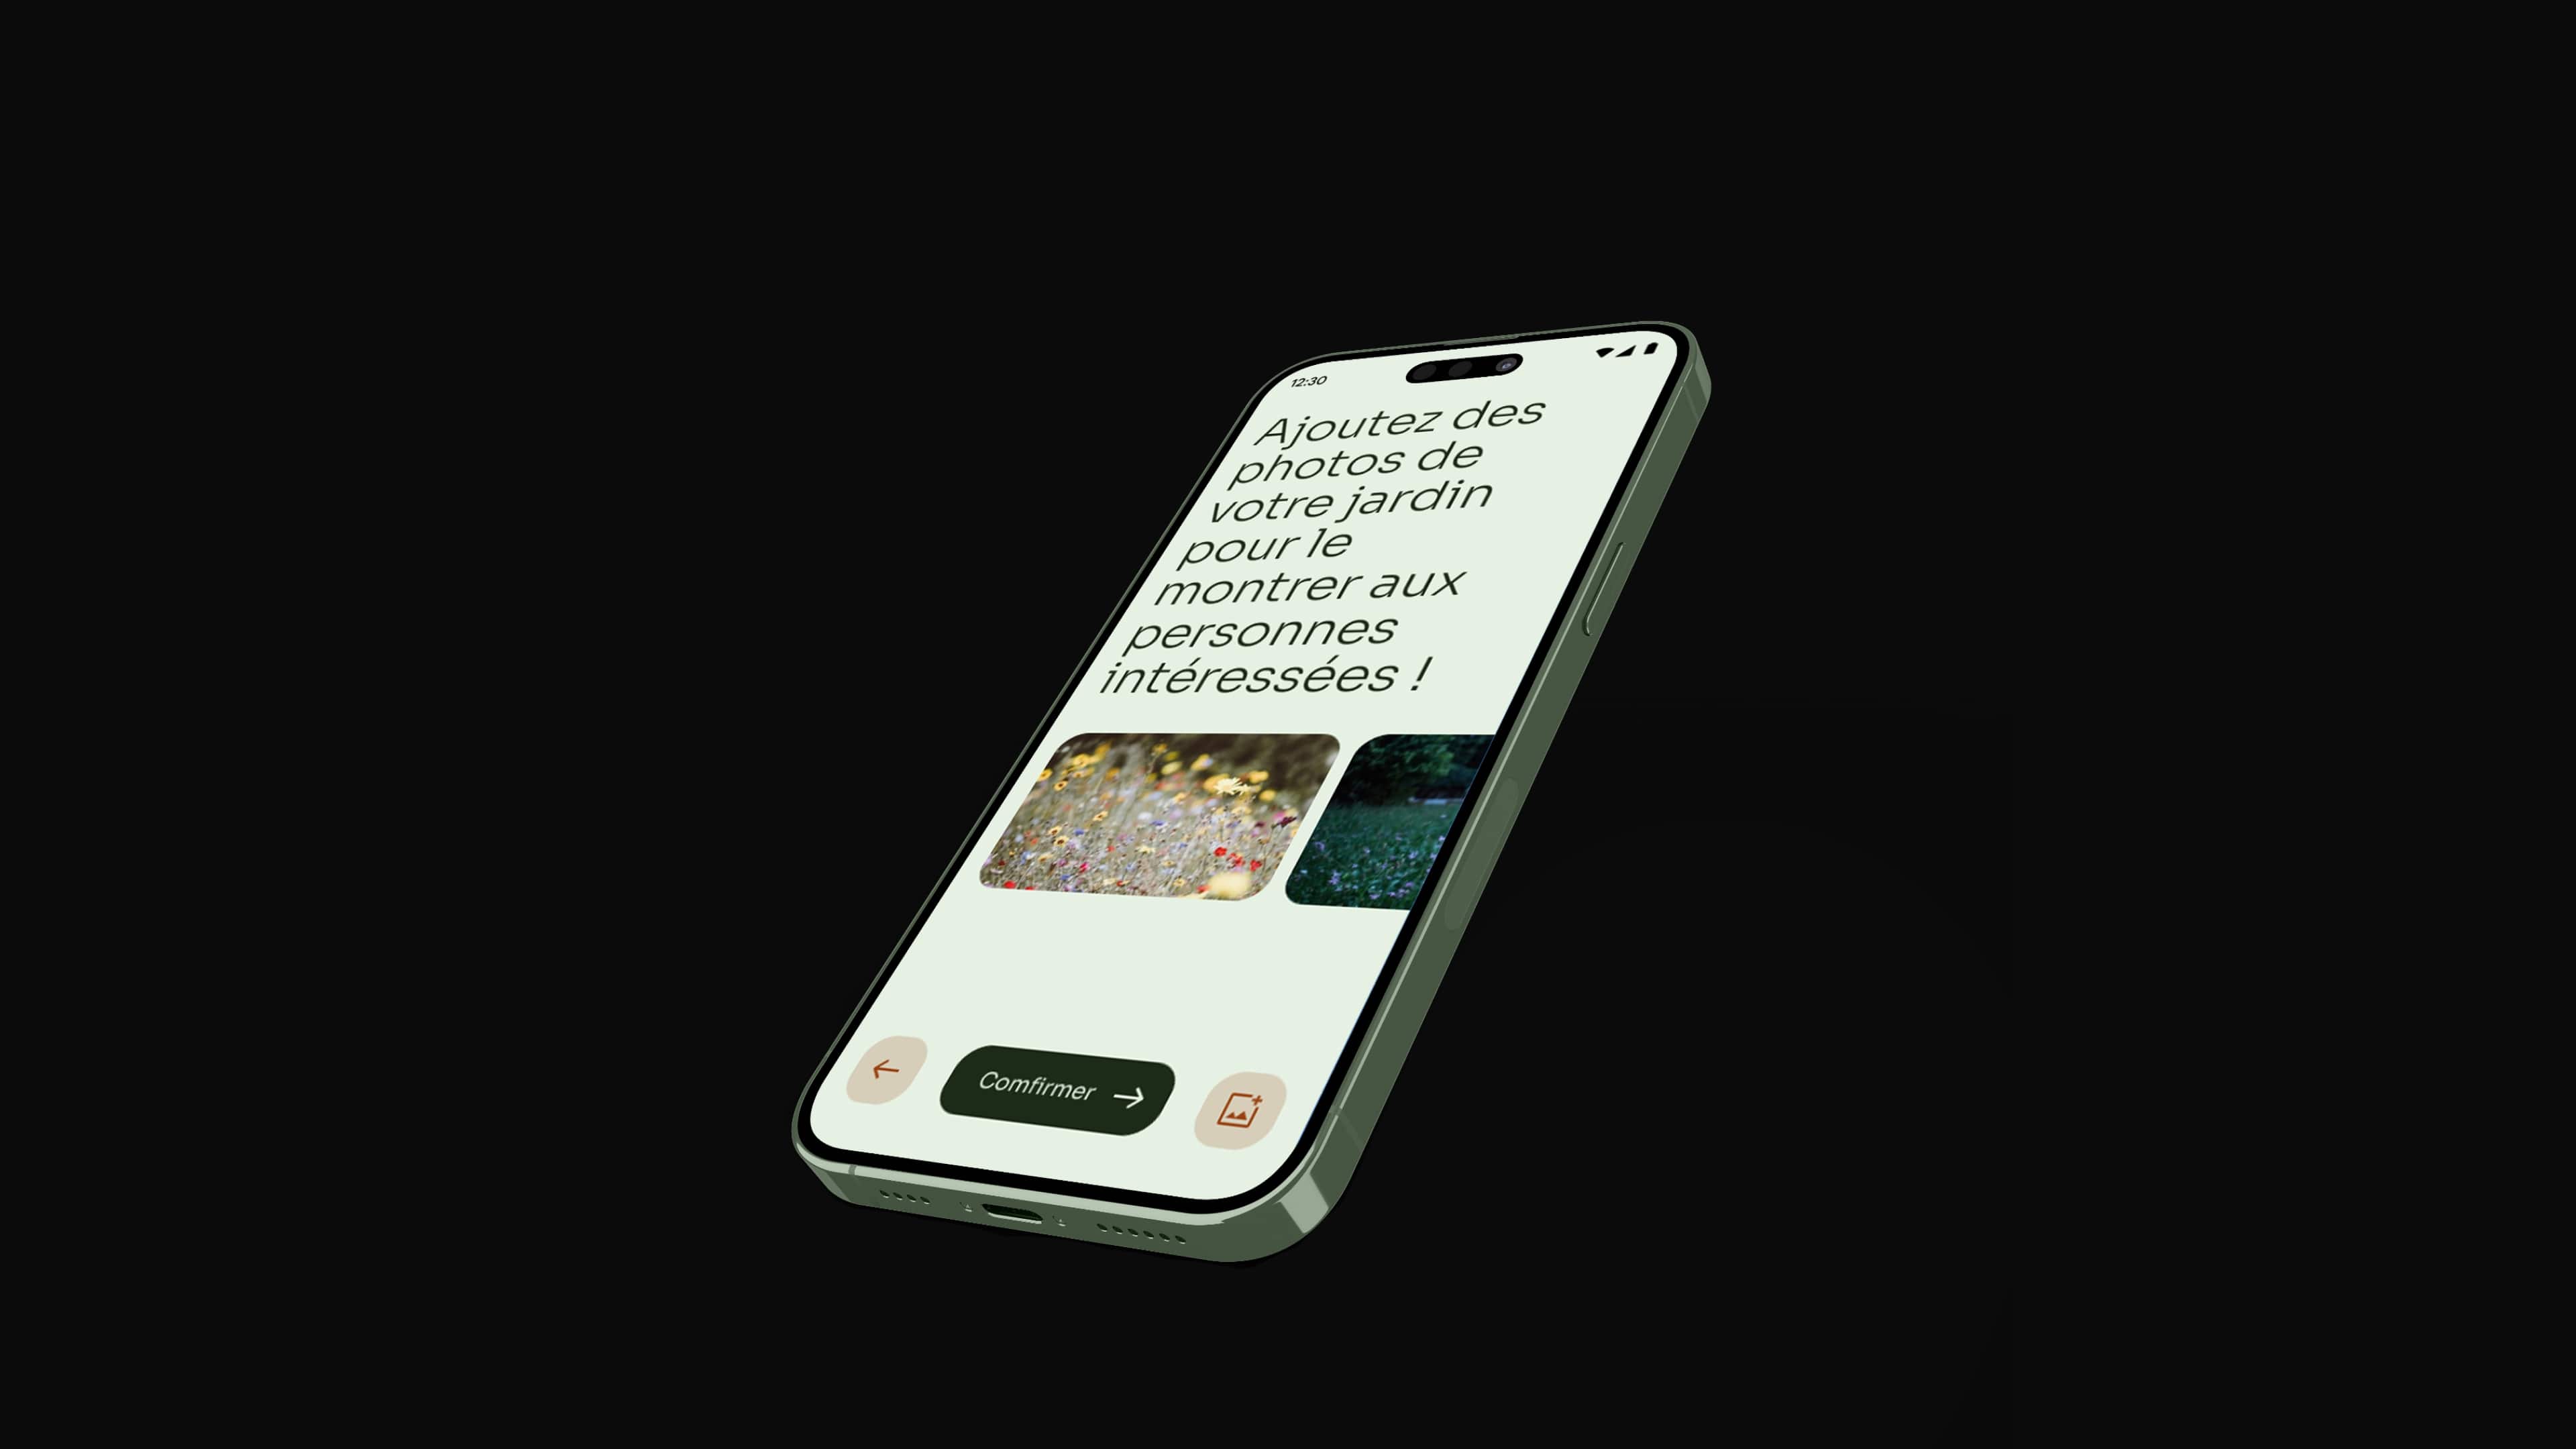 12:30
Ajoutez des
photos de
votre jardin
pour le
montrer aux
personnes
intéressées !
Comfirmer